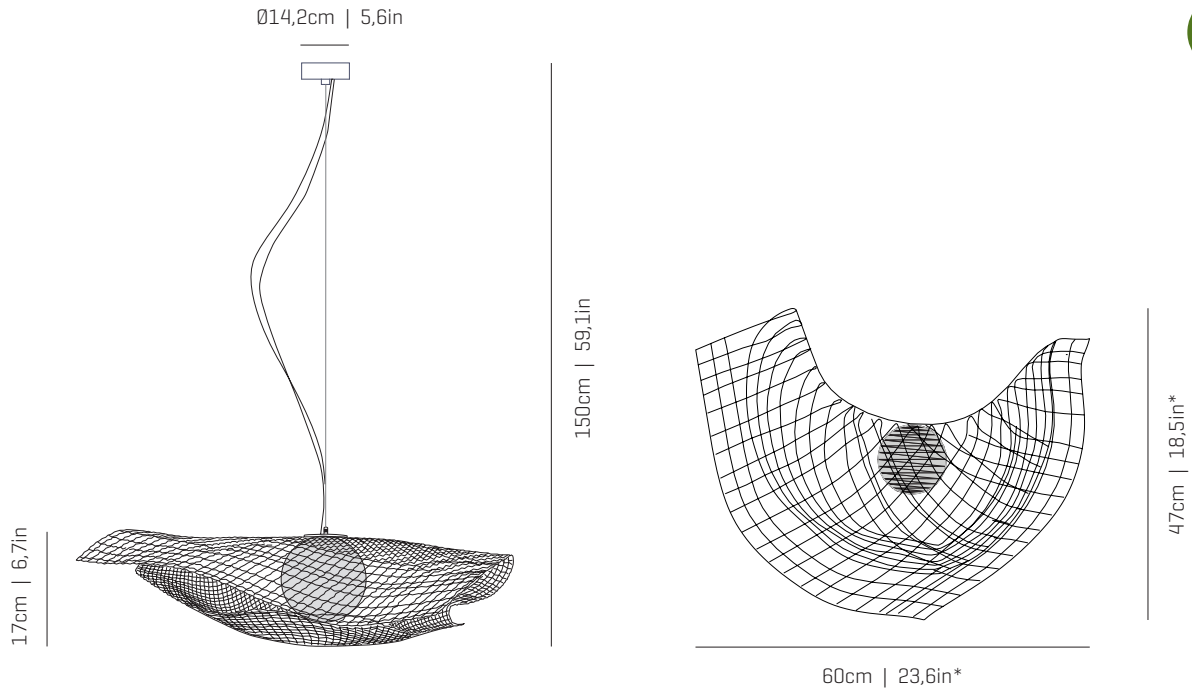 Ø14,2cm | 5,6in
150cm | 59,1in
17cm | 6,7in
47cm | 18,5in*
60cm | 23,6in*